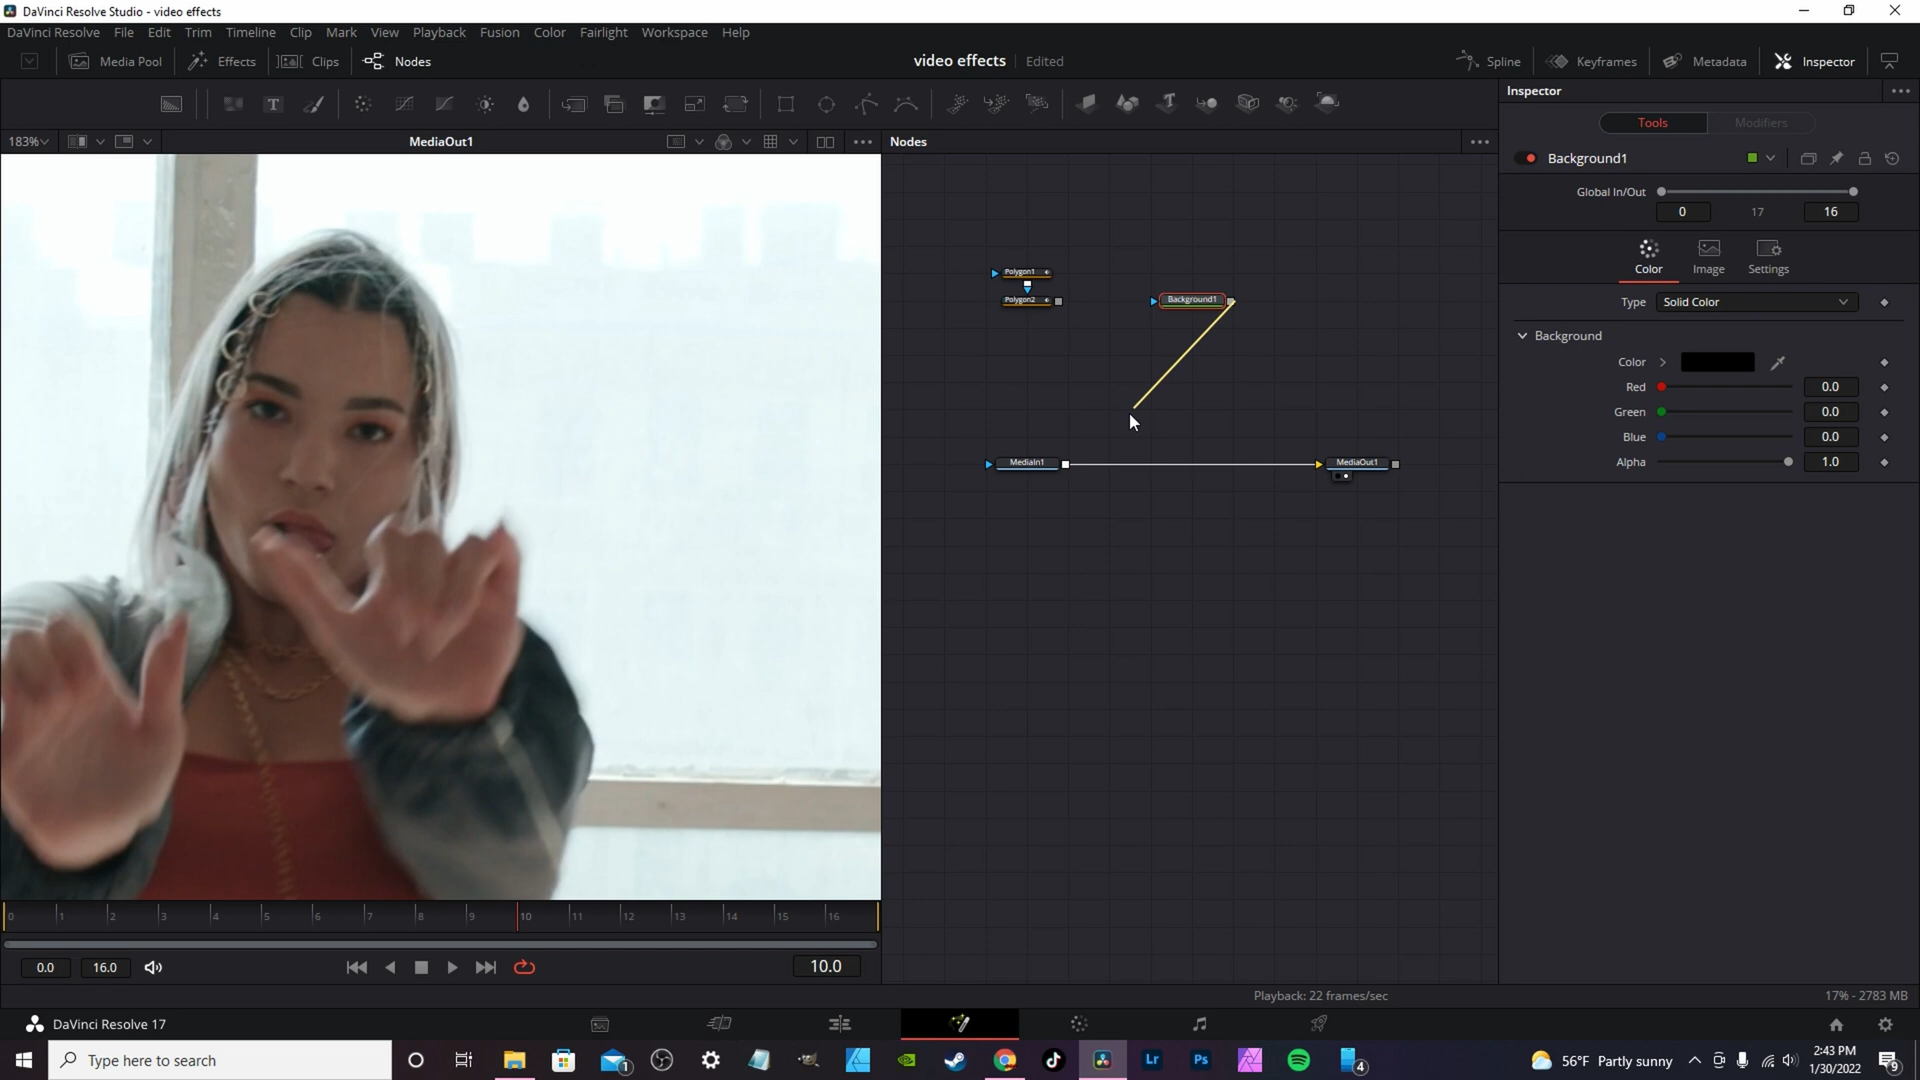 DaVinci Resolve Studio - video effects
DaVinci Resolve File Edit Trim Timeline Clip Mark View Playback Fusion Color Fairlight Workspace Help
Media Pool Effects Clips Nodes video effects Edited Spline Keyframes Metadata Inspector
Inspector
Tools Modifiers
183% MediaOut1 Nodes
Background1
Global In/Out
0 17 16
Color Image Settings
Type Solid Color
Background
Color
Red 0.0
Green 0.0
Blue 0.0
Alpha 1.0
Polygon1
Polygon2
Background1
MediaIn1
MediaOut1
0 1 2 3 4 5 6 7 8 9 10 11 12 13 14 15 16
0.0 16.0 10.0
Playback: 22 frames/sec 17% - 2783 MB
DaVinci Resolve 17
Type here to search
1
Lr
Ps
4
56°F Partly sunny
2:43 PM
1/30/2022
9